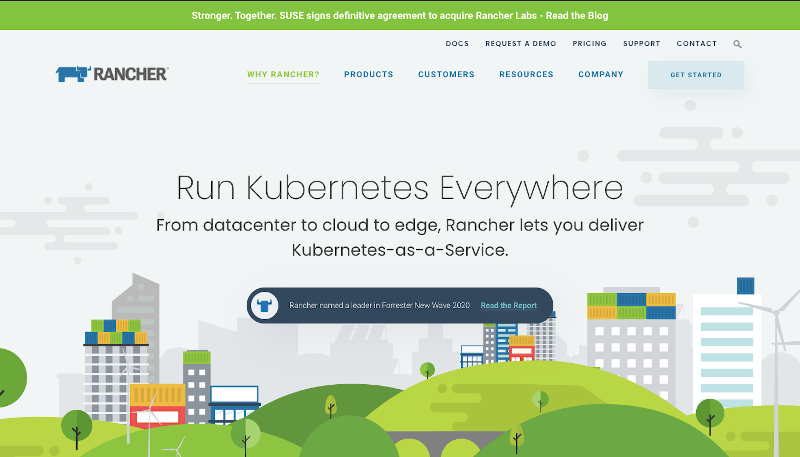 Stronger. Together. SUSE signs definitive agreement to acquire Rancher Labs - Read the Blog
DOCS REQUEST A DEMO PRICING SUPPORT CONTACT
RANCHER
WHY RANCHER? PRODUCTS CUSTOMERS RESOURCES COMPANY GET STARTED
Run Kubernetes Everywhere
From datacenter to cloud to edge, Rancher lets you deliver
Kubernetes-as-a-Service.
Rancher named a leader in Forrester New Wave 2020 Read the Report